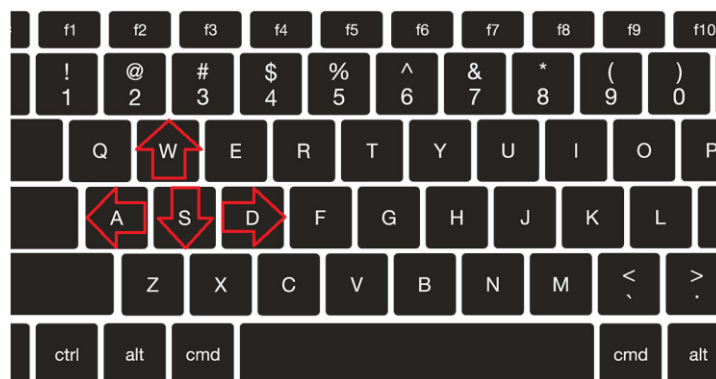 f1 f2 f3 f4 f5 f6 f7 f8 f9 f10
! @ # $ % ^ & * ( )
1 2 3 4 5 6 7 8 9 0
Q W E R T Y U I O P
A S D F G H J K L
Z X C V B N M < >
` .
ctrl alt cmd cmd alt